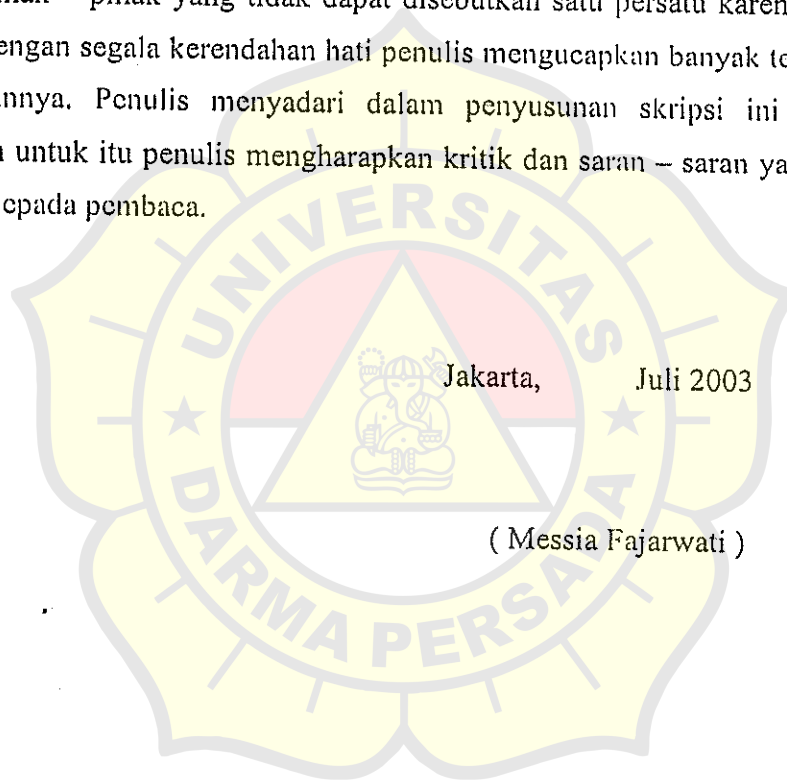 pihak yang tidak dapat disebutkan satu persatu karen
engan segala kerendahan hati penulis mengucapkan banyak te
nnya. Penulis menyadari dalam penyusunan skripsi ini
untuk itu penulis mengharapkan kritik dan saran – saran ya
epada pembaca.
UNIVERSITAS
Jakarta, Juli 2003
( Messia Fajarwati )
DARMA PERSADA